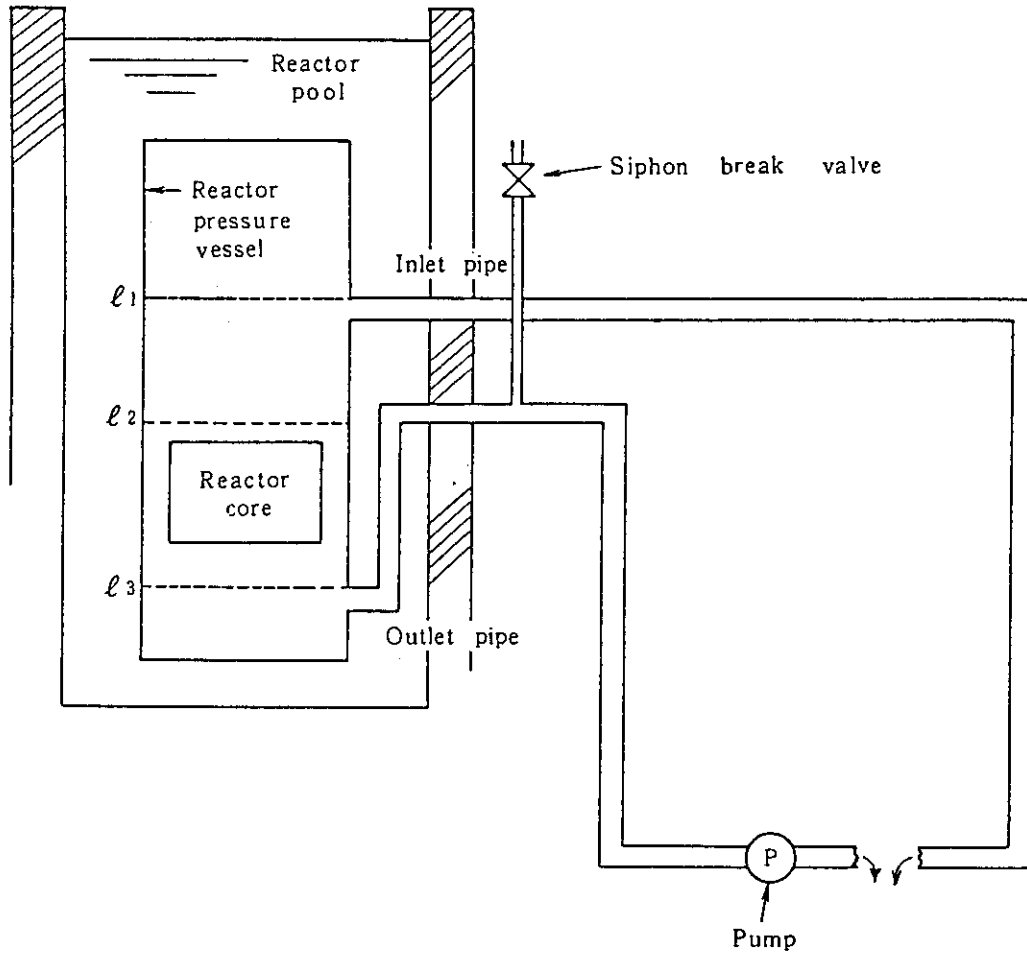 Reactor
pool
Siphon break valve
Reactor
pressure
vessel
Inlet pipe
ℓ1
ℓ2
Reactor
core
ℓ3
Outlet pipe
P
Pump